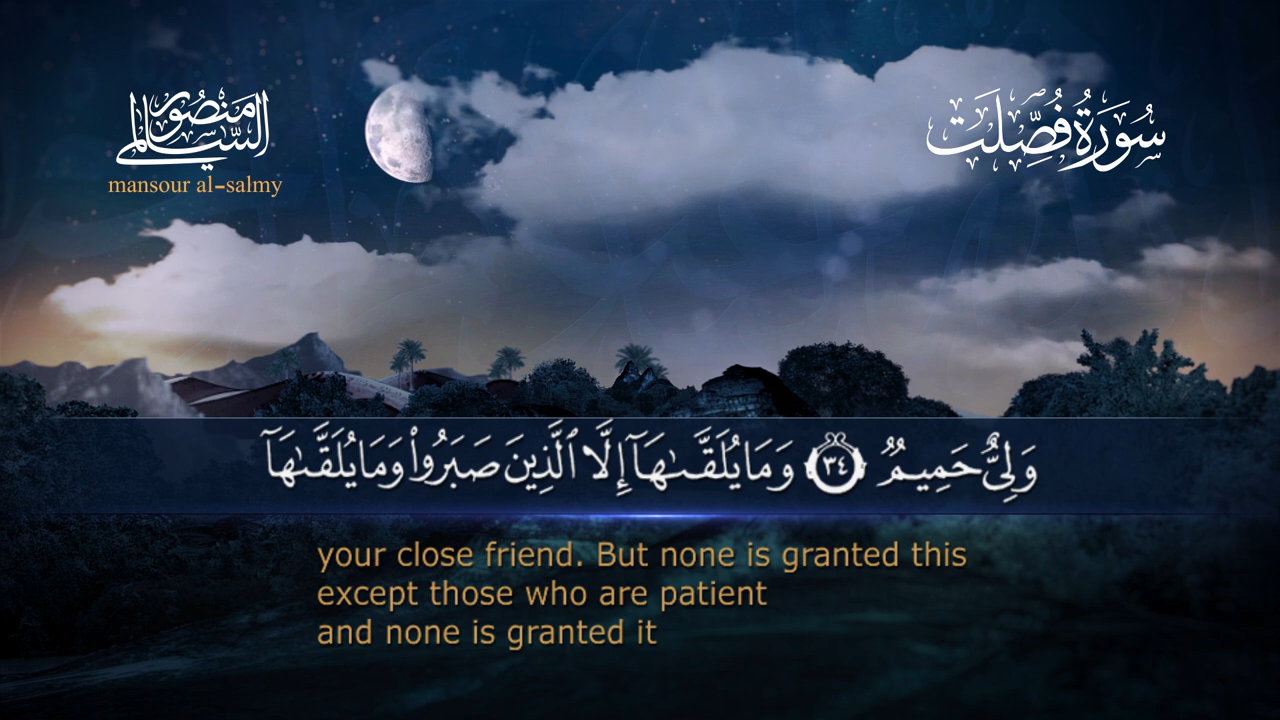 منصور السالمي
mansour al-salmy
سُورَةُ فُصِّلَت
وَلِىٌّ حَمِيمٌ ٣٤ وَمَا يُلَقَّىٰهَآ إِلَّا ٱلَّذِينَ صَبَرُوا۟ وَمَا يُلَقَّىٰهَآ
your close friend. But none is granted this
except those who are patient
and none is granted it